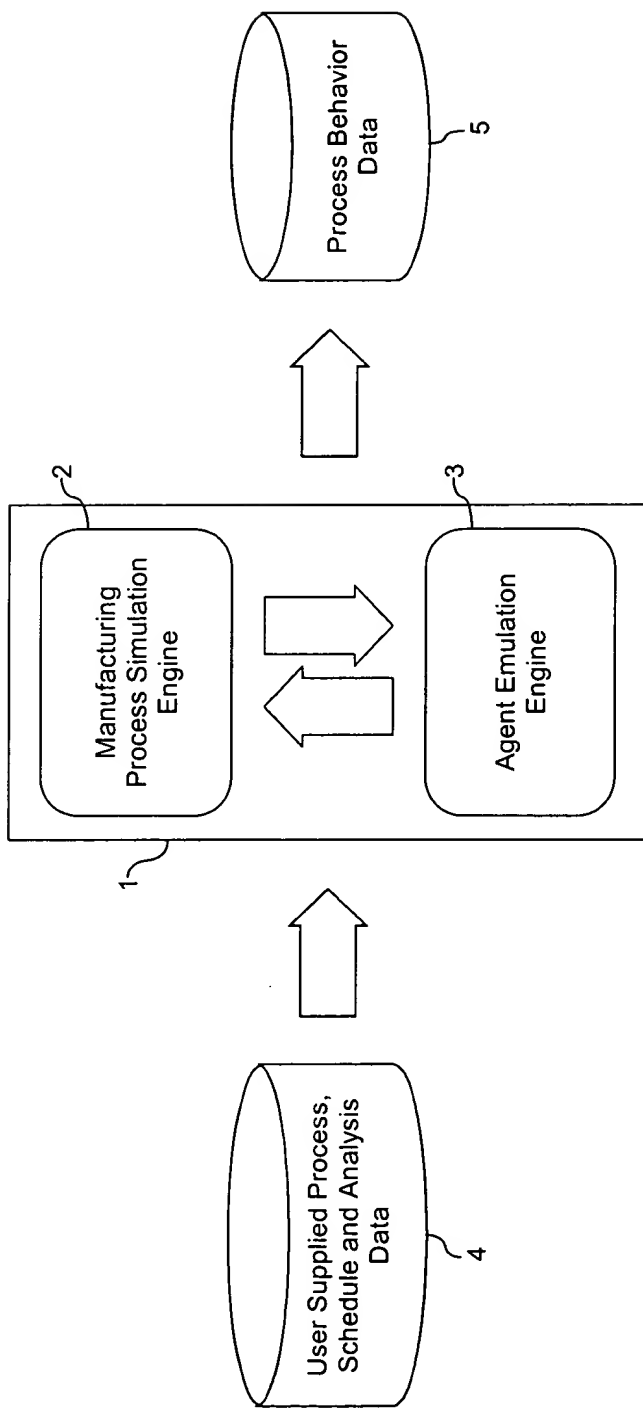 User Supplied Process,
Schedule and Analysis
Data
4
1
Manufacturing
Process Simulation
Engine
2
Agent Emulation
Engine
3
Process Behavior
Data
5